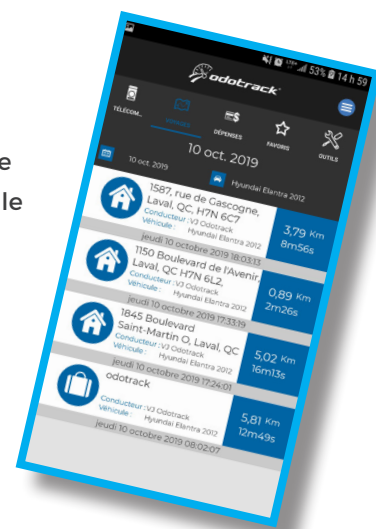 e
le
53% 14 h 59
odotrack
TÉLÉCOM...
DÉPENSES
FAVORIS
OUTILS
10 oct. 2019
10 oct. 2019
Hyundai Elantra 2012
1587, rue de Gascogne,
Laval, QC, H7N 6C7
Conducteur : VJ Odotrack
Véhicule : Hyundai Elantra 2012
3,79 Km
8m56s
jeudi 10 octobre 2019 18:03:13
1150 Boulevard de l'Avenir,
Laval, QC H7N 6L2,
Conducteur : VJ Odotrack
Véhicule : Hyundai Elantra 2012
0,89 Km
2m26s
jeudi 10 octobre 2019 17:33:19
1845 Boulevard
Saint-Martin O, Laval, QC
Conducteur : VJ Odotrack
Véhicule : Hyundai Elantra 2012
5,02 Km
16m13s
jeudi 10 octobre 2019 17:24:01
odotrack
Conducteur : VJ Odotrack
Véhicule : Hyundai Elantra 2012
5,81 Km
12m49s
jeudi 10 octobre 2019 08:02:07